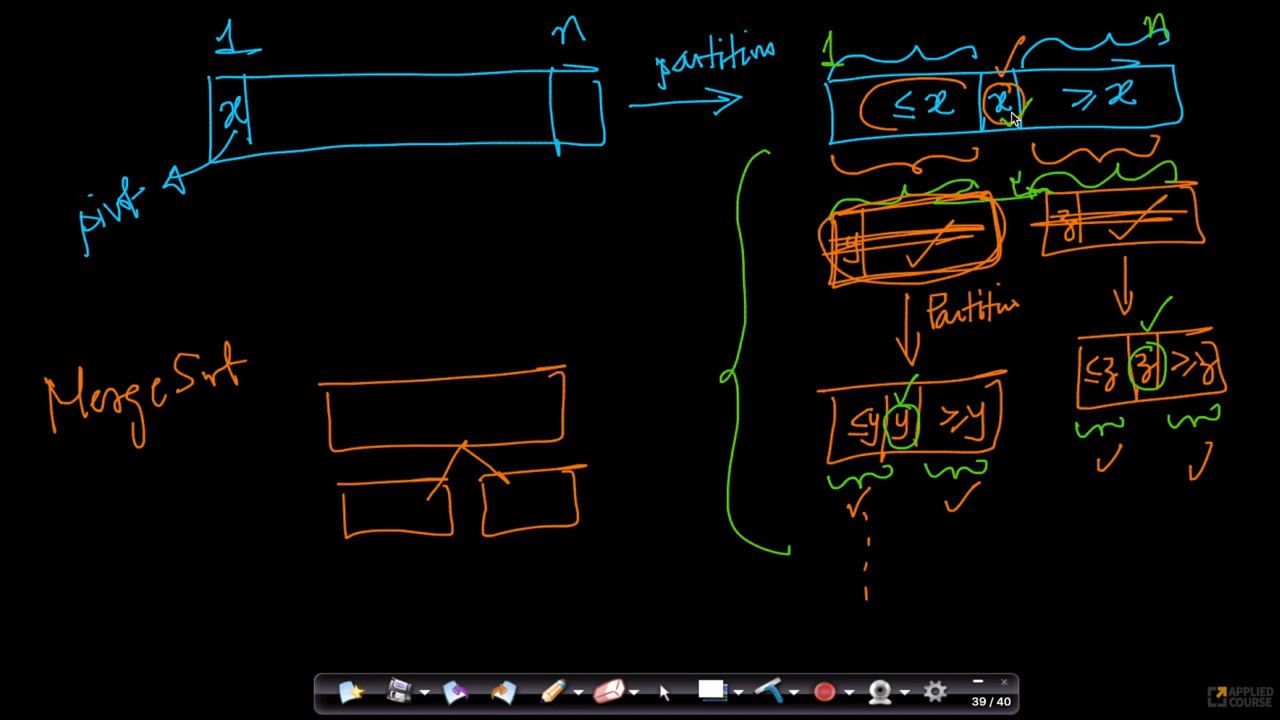 1
n
x
pivot
partition
1
n
≤ x
x
≥ x
y
z
Partition
≤y
y
≥y
≤z
z
≥z
MergeSort
39 / 40
APPLIED
COURSE